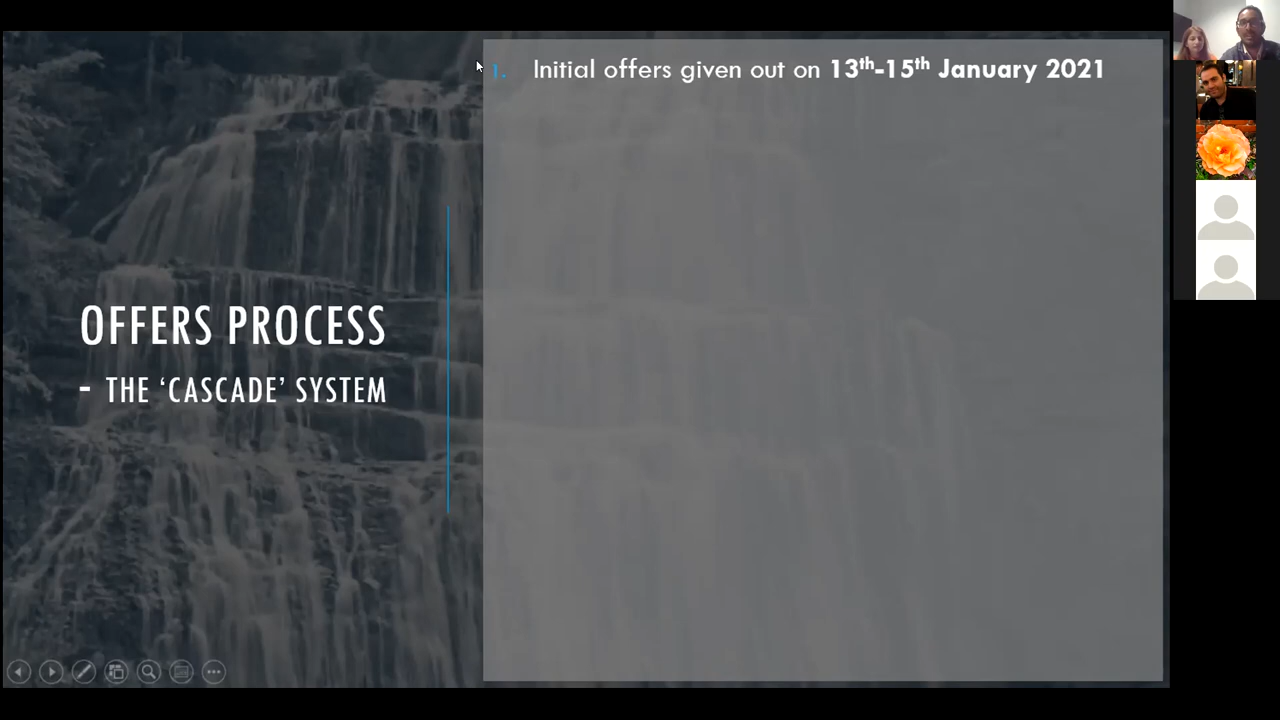 1. Initial offers given out on 13th-15th January 2021
OFFERS PROCESS
- THE ‘CASCADE’ SYSTEM